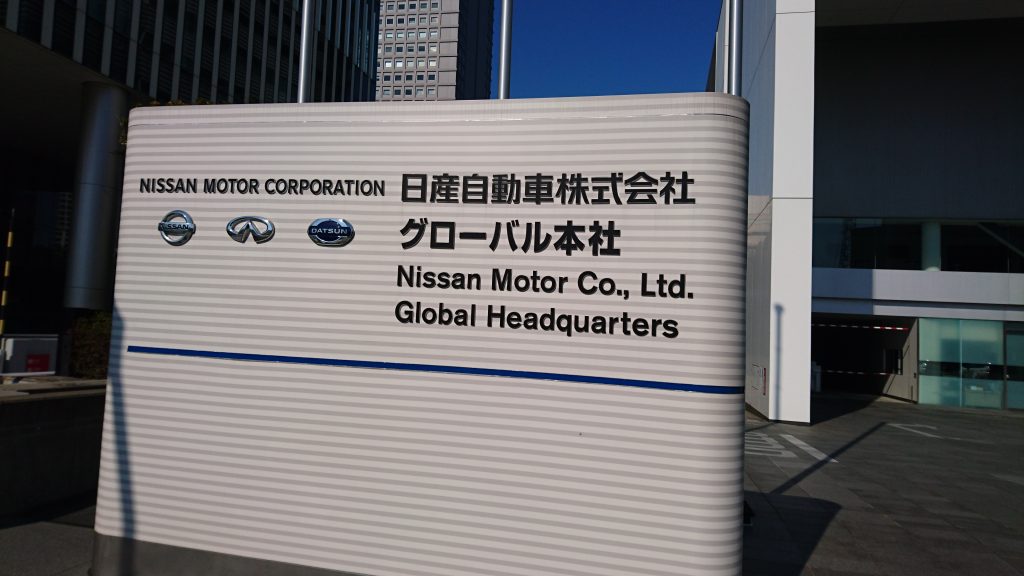 NISSAN MOTOR CORPORATION
NISSAN
DATSUN
日産自動車株式会社
グローバル本社
Nissan Motor Co., Ltd.
Global Headquarters